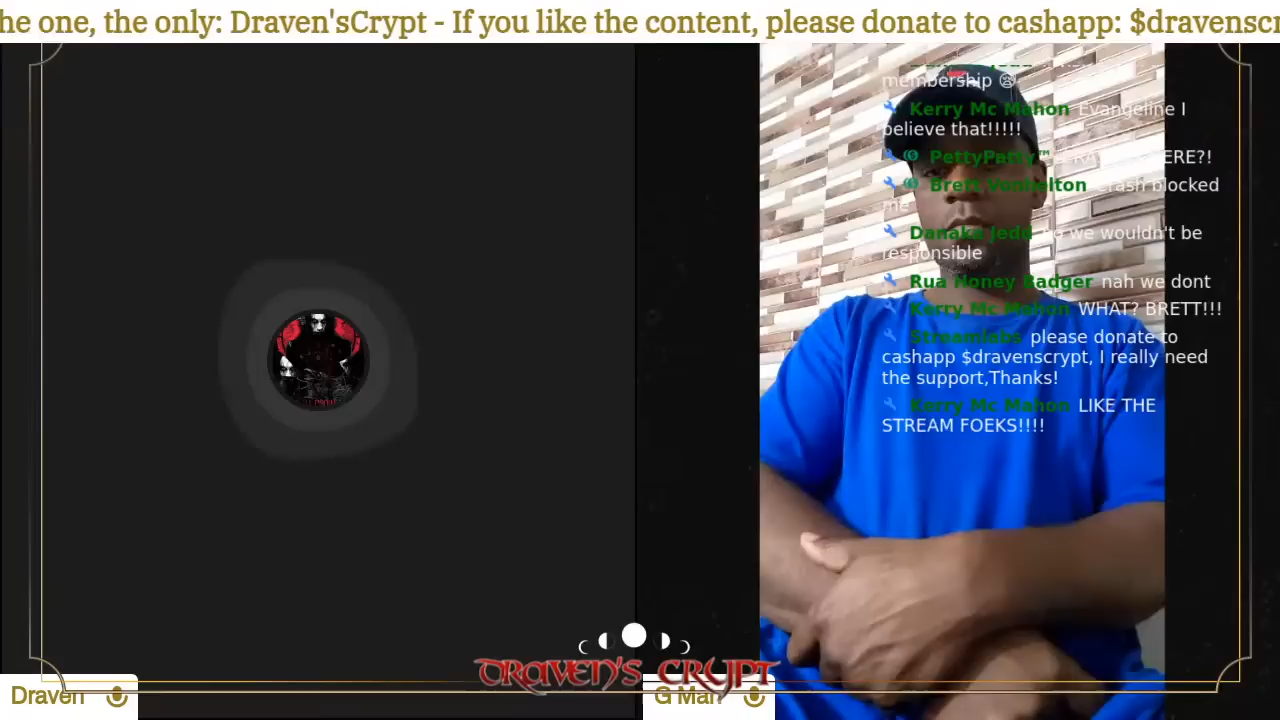 he one, the only: Draven'sCrypt - If you like the content, please donate to cashapp: $dravenscr
membership 😢
Kerry Mc Mahon Evangeline I
believe that!!!!!
PettyPatty™ ERE?!
Brett Vonhelton crash blocked
me
Danaka Jedd so we wouldn't be
responsible
Rua Honey Badger nah we dont
Kerry Mc Mahon WHAT? BRETT!!!
Streamlabs please donate to
cashapp $dravenscrypt, I really need
the support,Thanks!
Kerry Mc Mahon LIKE THE
STREAM FOEKS!!!!
DRAVEN'S CRYPT
Draven
G Man